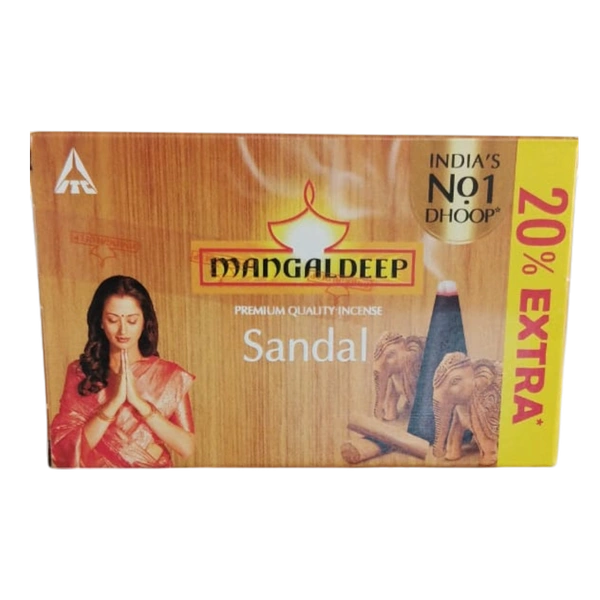 ITC
INDIA'S
No1
DHOOP*
MANGALDEEP
PREMIUM QUALITY INCENSE
Sandal
20% EXTRA*